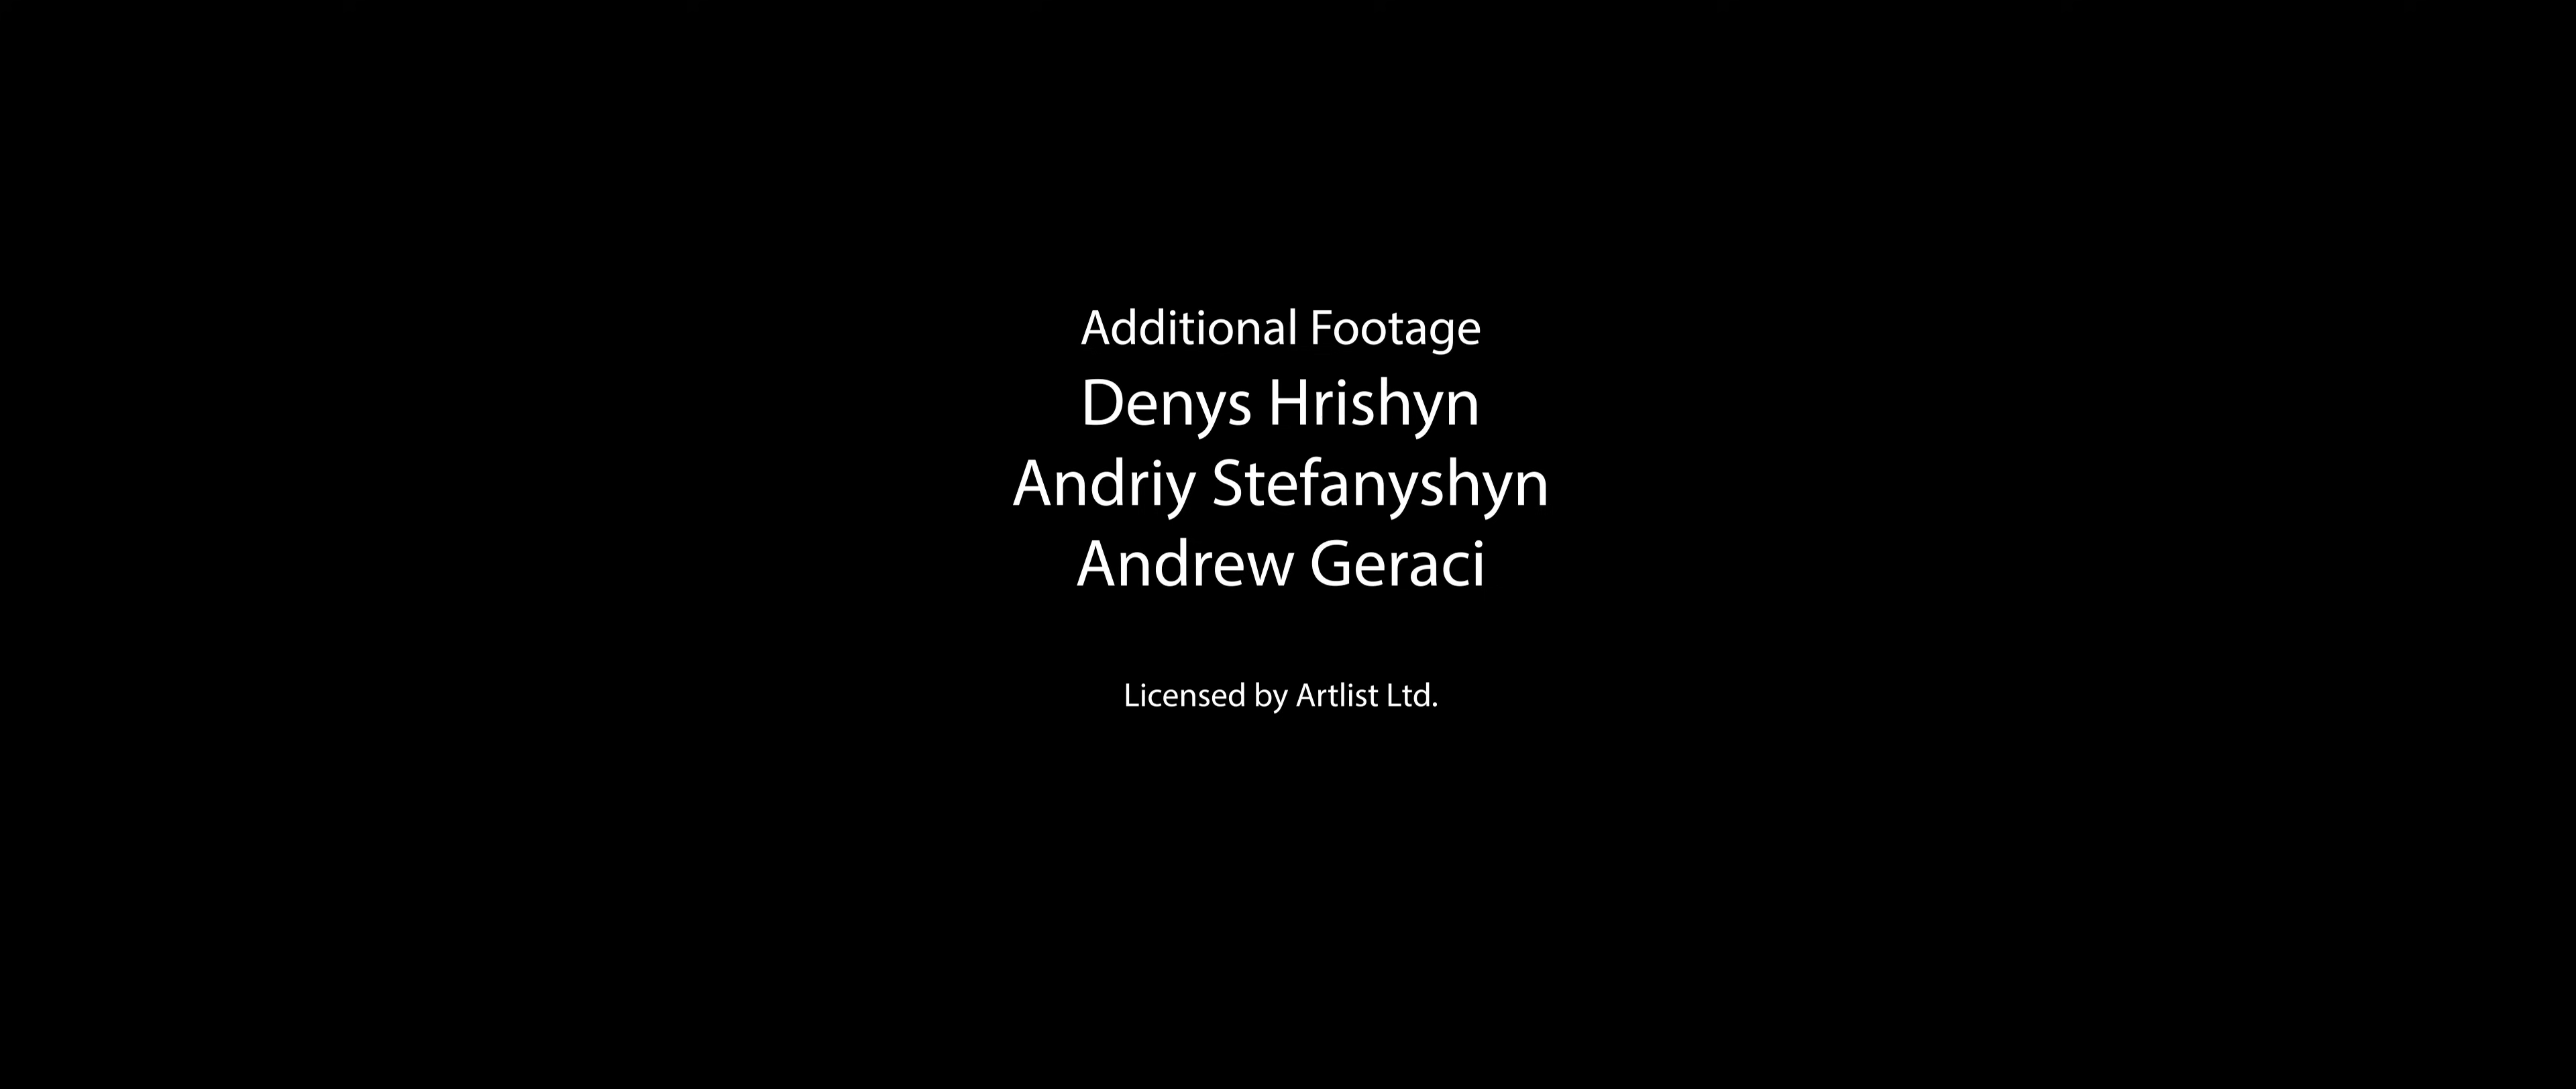 Additional Footage
Denys Hrishyn
Andriy Stefanyshyn
Andrew Geraci
Licensed by Artlist Ltd.